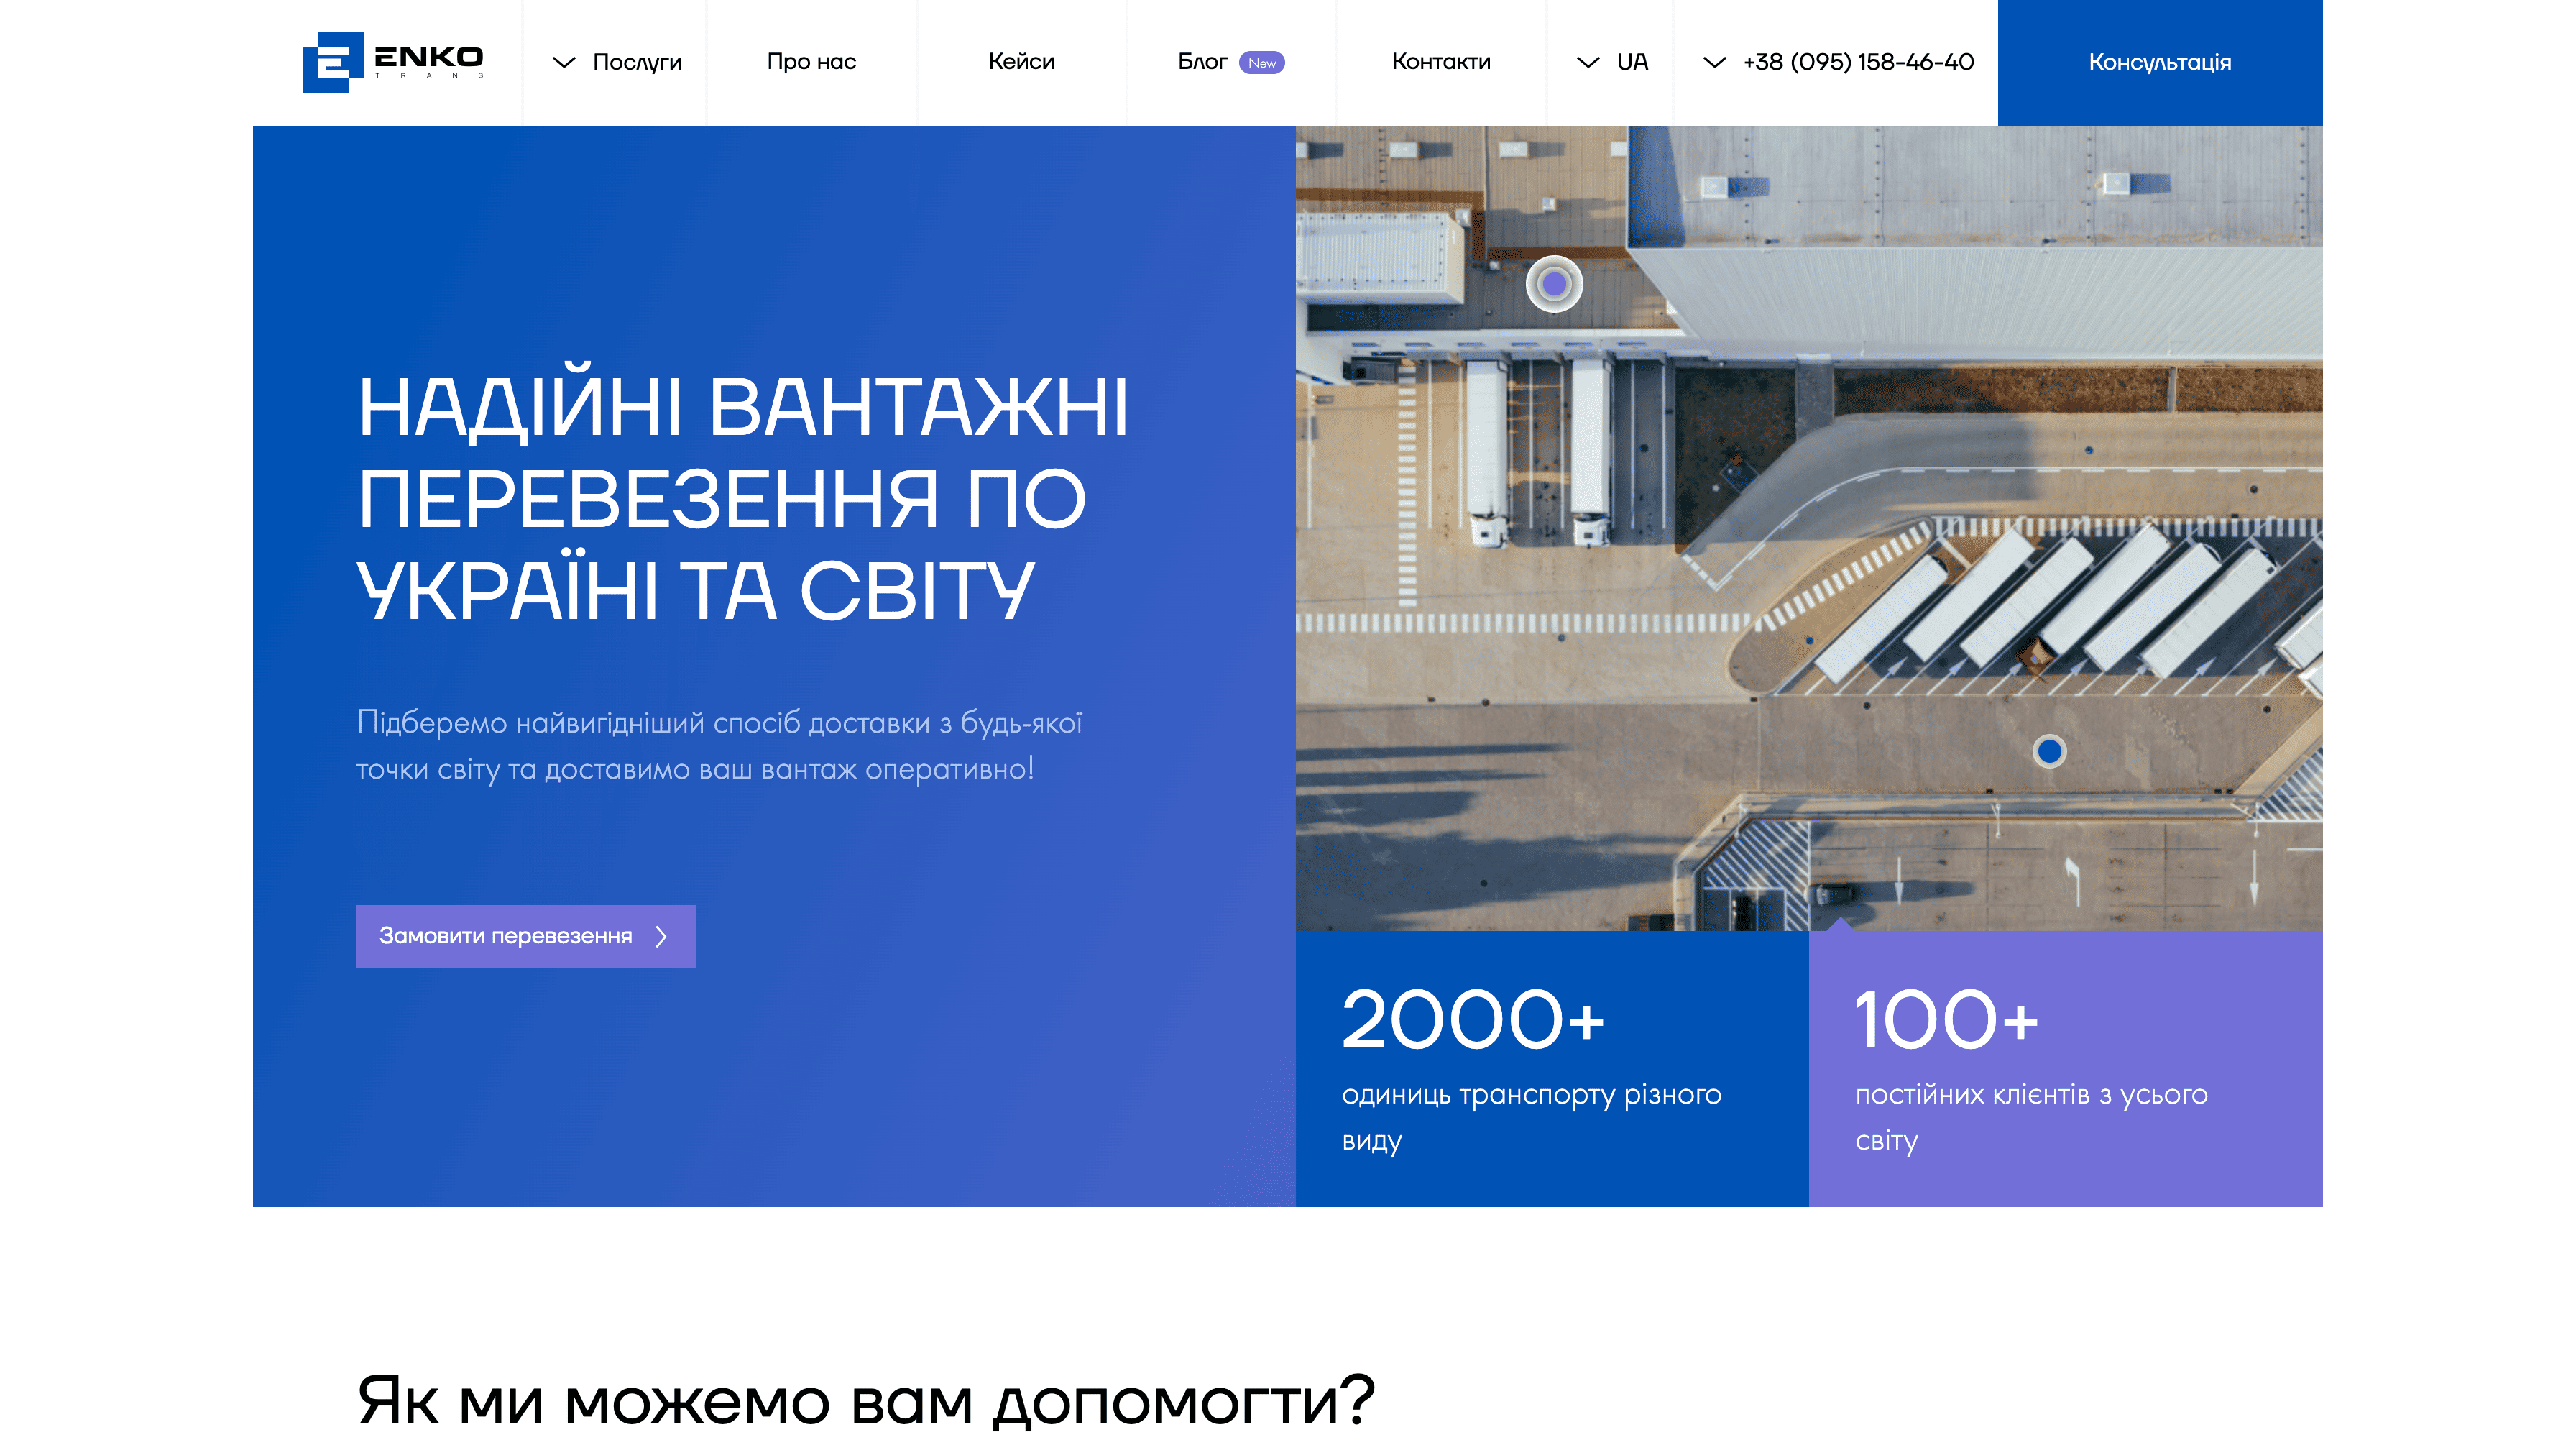 ENKO
TRANS
Послуги
Про нас
Кейси
Блог New
Контакти
UA
+38 (095) 158-46-40
Консультація
НАДІЙНІ ВАНТАЖНІ
ПЕРЕВЕЗЕННЯ ПО
УКРАЇНІ ТА СВІТУ
Підберемо найвигідніший спосіб доставки з будь-якої
точки світу та доставимо ваш вантаж оперативно!
Замовити перевезення
2000+
одиниць транспорту різного
виду
100+
постійних клієнтів з усього
світу
Як ми можемо вам допомогти?